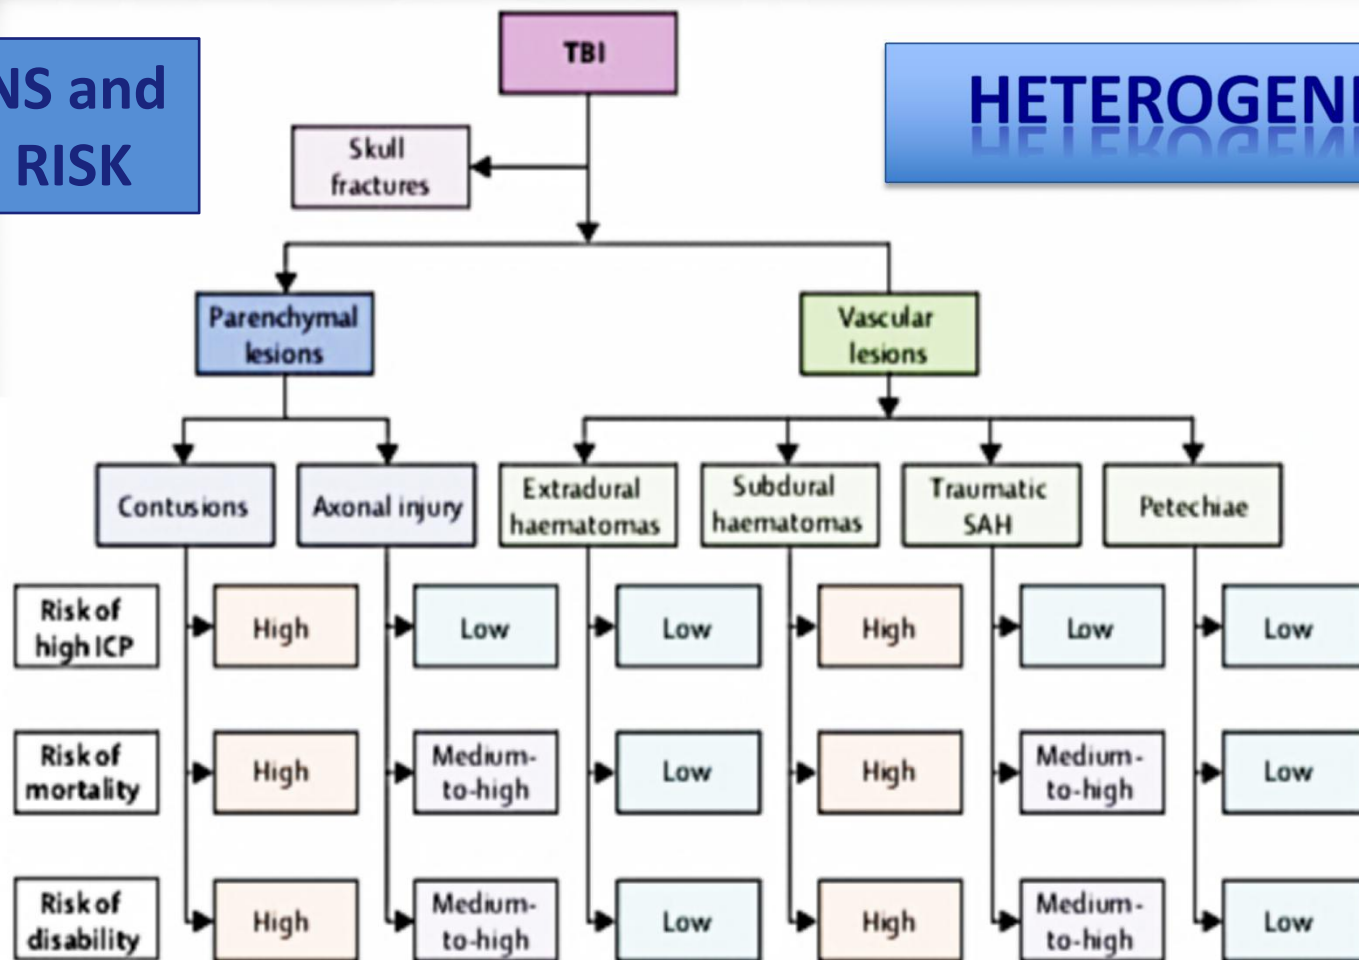 NS and
RISK
TBI
HETEROGEN
Skull
fractures
Parenchymal
lesions
Vascular
lesions
Contusions
Axonal injury
Extradural
haematomas
Subdural
haematomas
Traumatic
SAH
Petechiae
Risk of
high ICP
High
Low
Low
High
Low
Low
Risk of
mortality
High
Medium-
to-high
Low
High
Medium-
to-high
Low
Risk of
disability
High
Medium-
to-high
Low
High
Medium-
to-high
Low